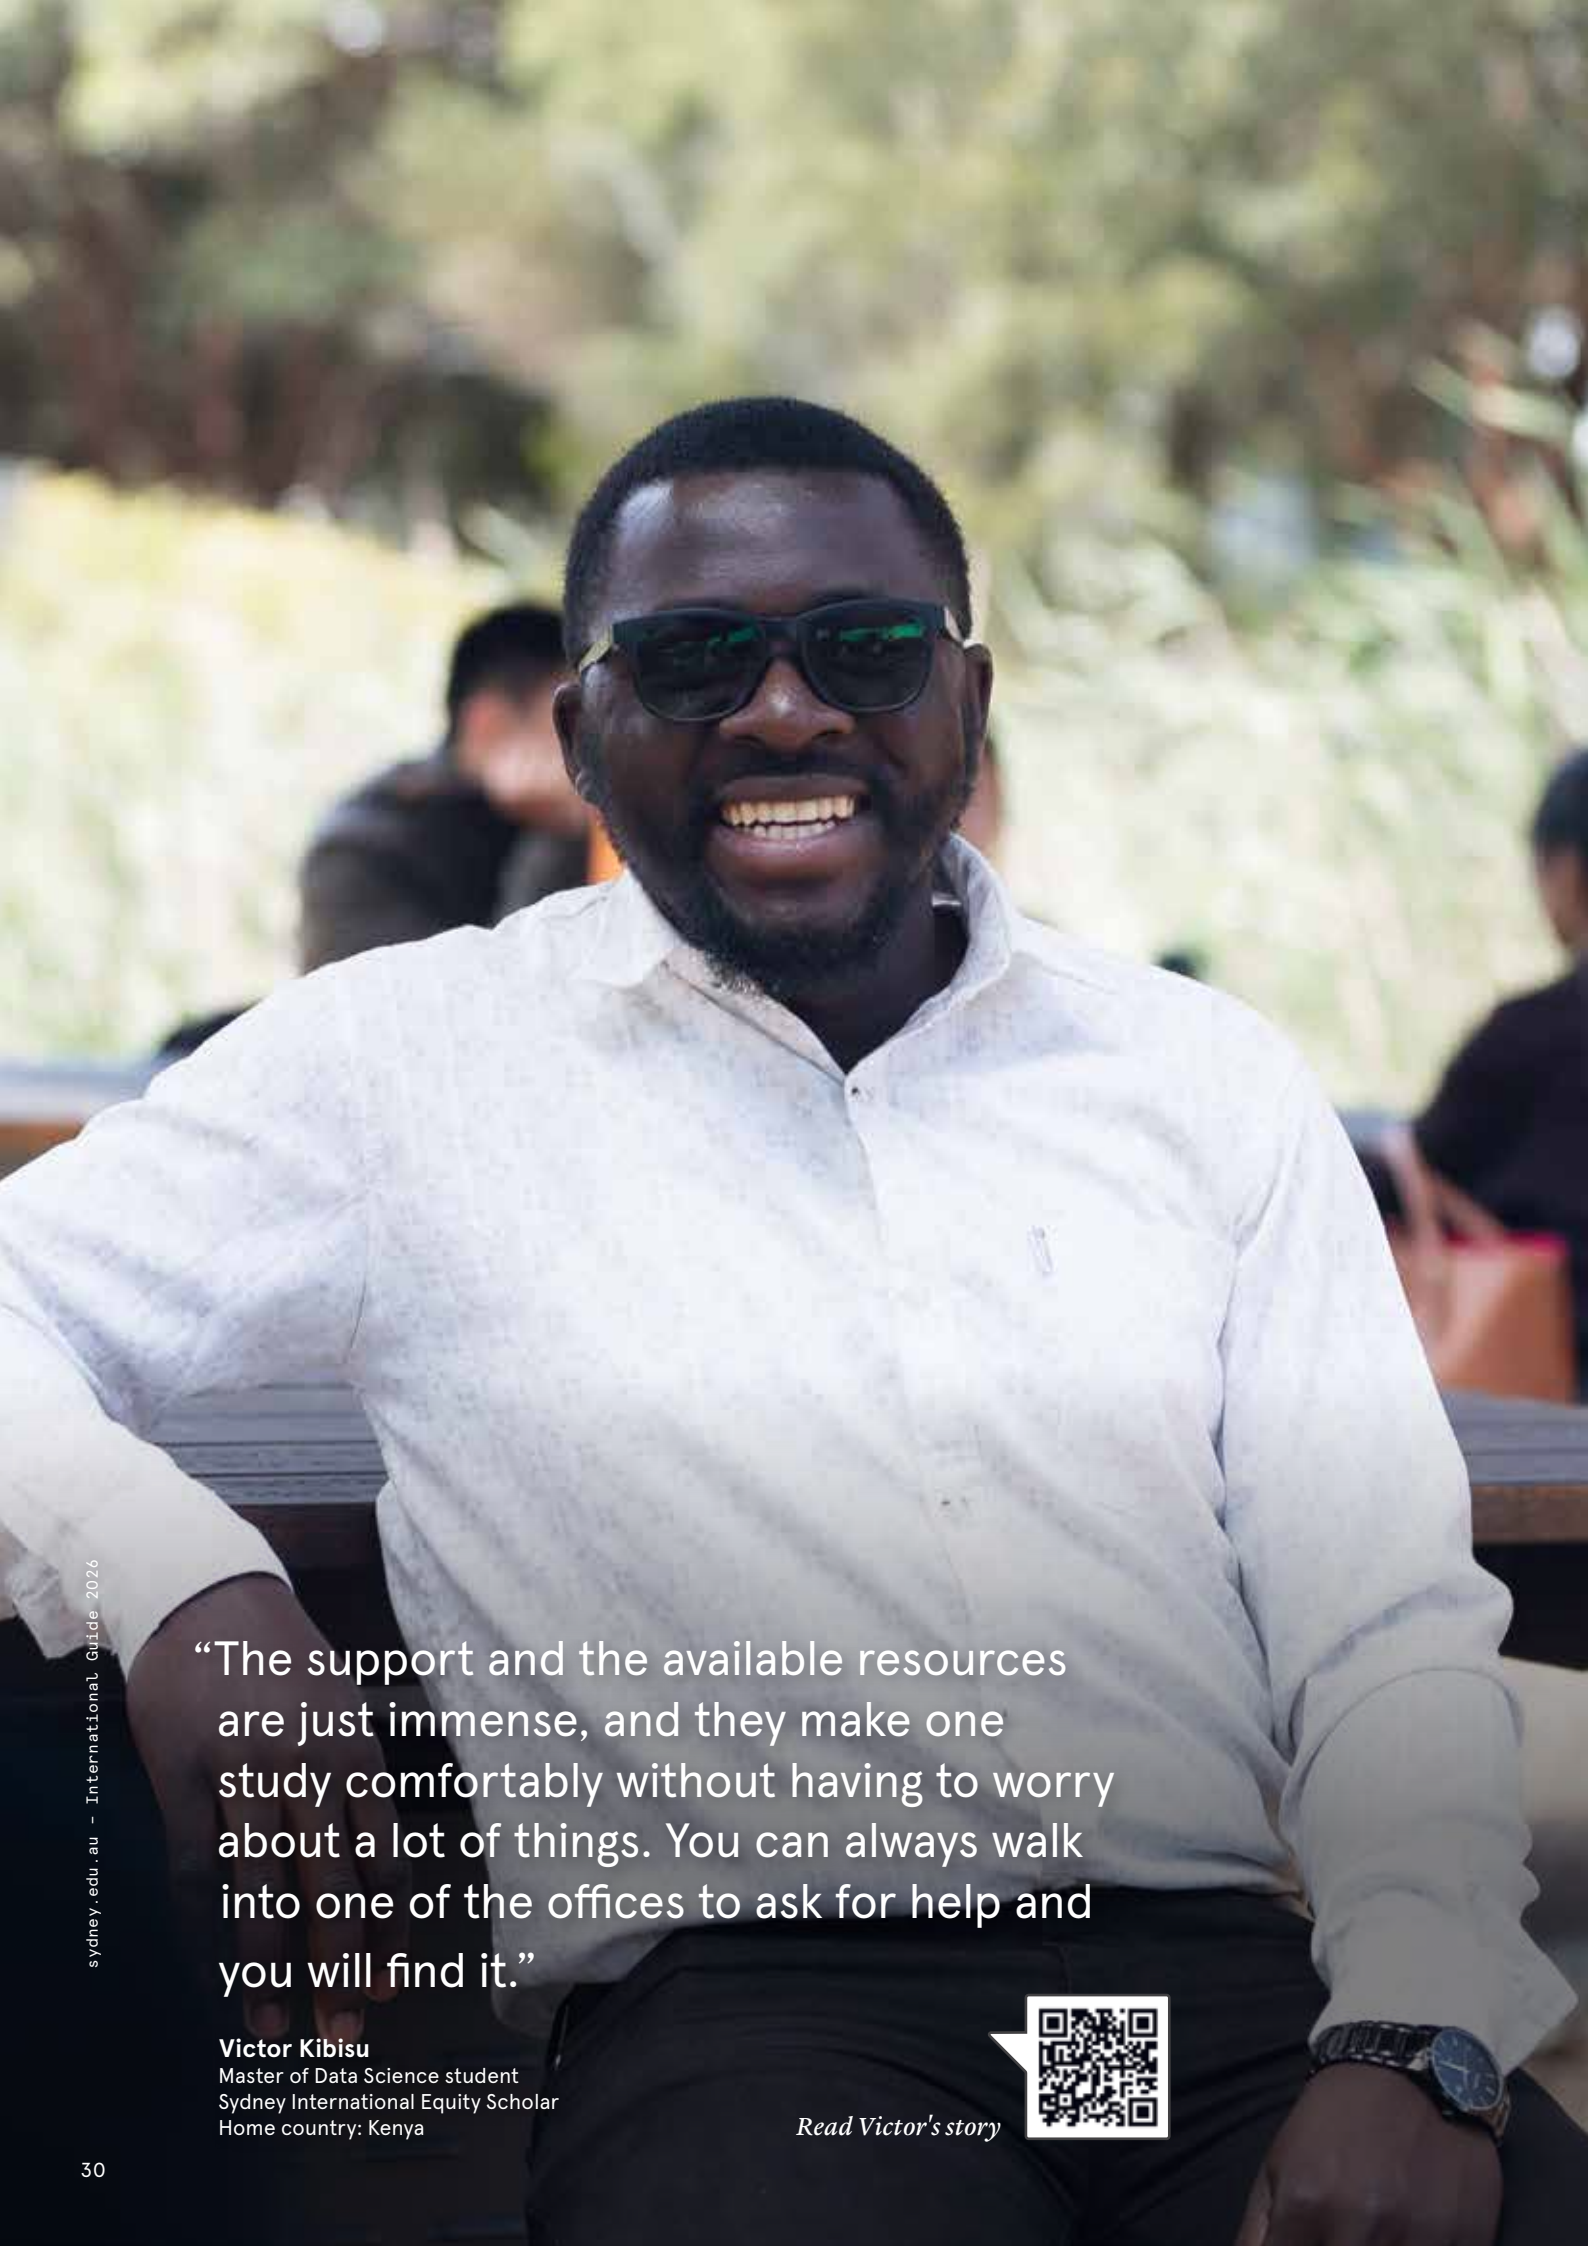 sydney.edu.au – International Guide 2026
“The support and the available resources
are just immense, and they make one
study comfortably without having to worry
about a lot of things. You can always walk
into one of the offices to ask for help and
you will find it.”
Victor Kibisu
Master of Data Science student
Sydney International Equity Scholar
Home country: Kenya
Read Victor's story
30